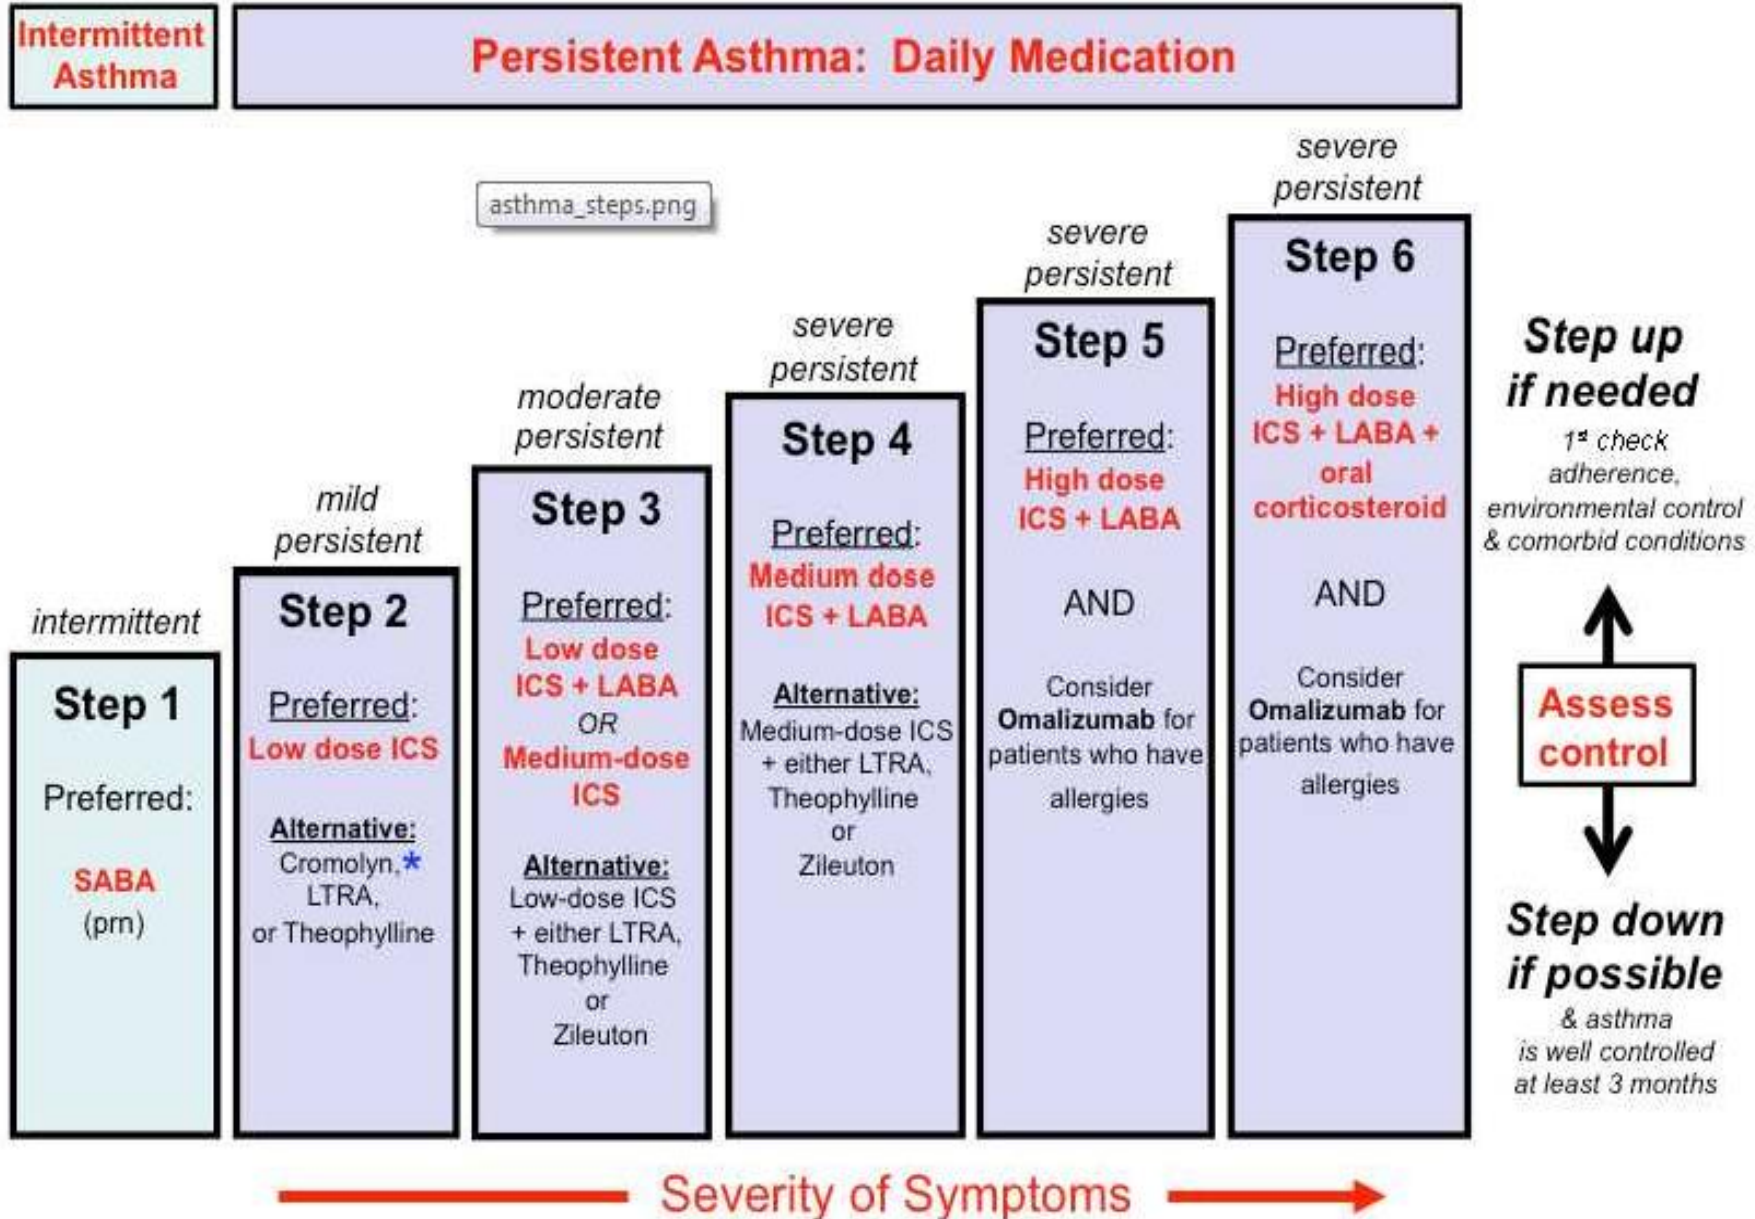 Intermittent
Asthma
Persistent Asthma: Daily Medication
asthma_steps.png
intermittent
Step 1
Preferred:
SABA
(prn)
mild
persistent
Step 2
Preferred:
Low dose ICS
Alternative:
Cromolyn,*
LTRA,
or Theophylline
moderate
persistent
Step 3
Preferred:
Low dose
ICS + LABA
OR
Medium-dose
ICS
Alternative:
Low-dose ICS
+ either LTRA,
Theophylline
or
Zileuton
severe
persistent
Step 4
Preferred:
Medium dose
ICS + LABA
Alternative:
Medium-dose ICS
+ either LTRA,
Theophylline
or
Zileuton
severe
persistent
Step 5
Preferred:
High dose
ICS + LABA
AND
Consider
Omalizumab for
patients who have
allergies
severe
persistent
Step 6
Preferred:
High dose
ICS + LABA +
oral
corticosteroid
AND
Consider
Omalizumab for
patients who have
allergies
Step up
if needed
1st check
adherence,
environmental control
& comorbid conditions
Assess
control
Step down
if possible
& asthma
is well controlled
at least 3 months
Severity of Symptoms